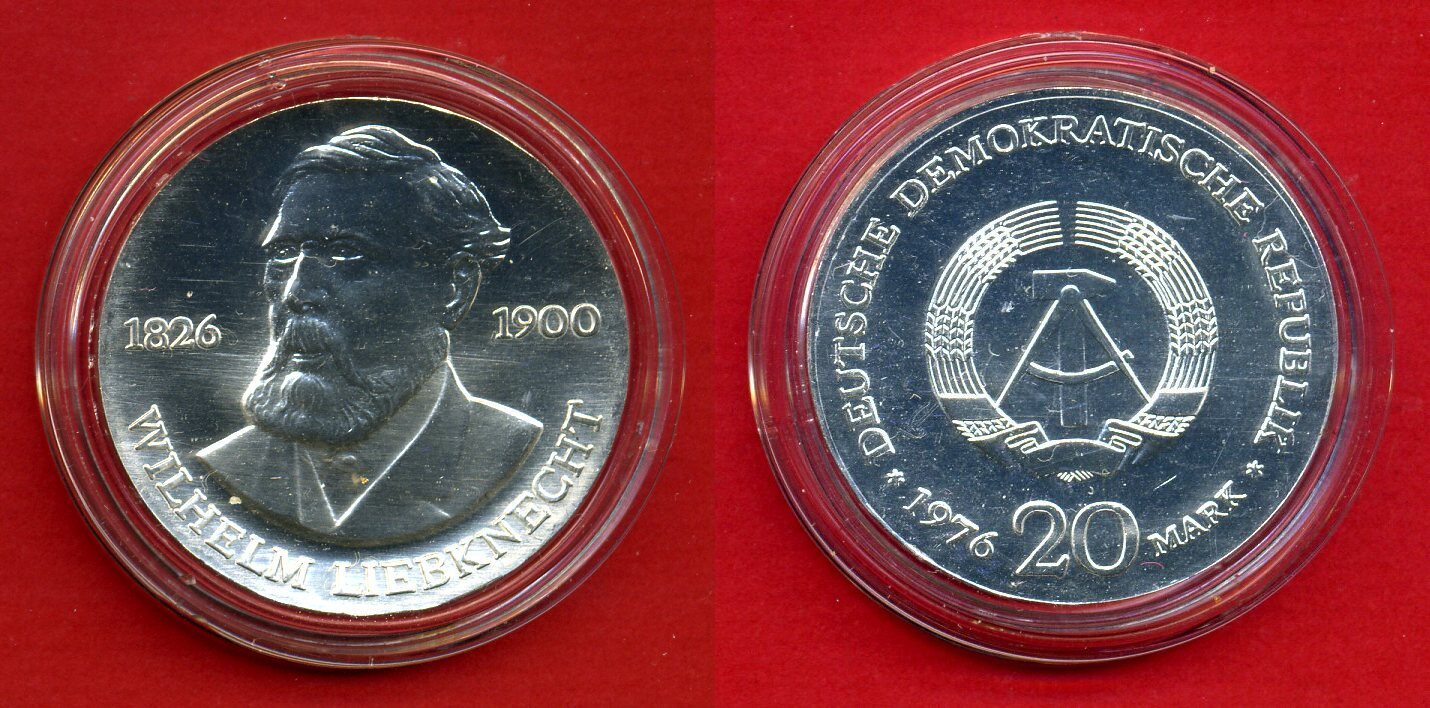 1826
1900
WILHELM LIEBKNECHT
DEUTSCHE DEMOKRATISCHE REPUBLIK
* 1976 20 MARK *